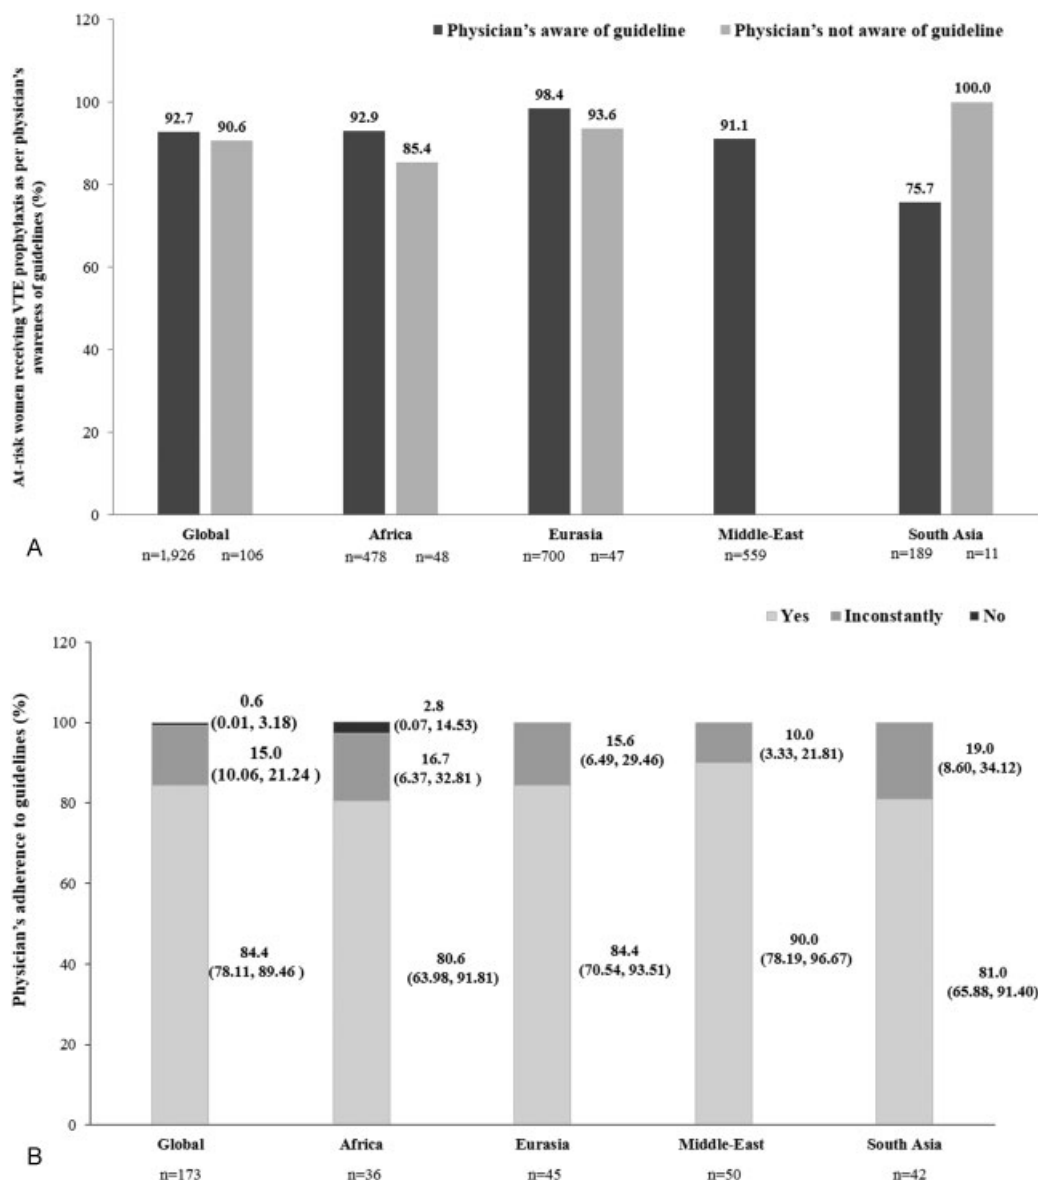 120
Physician's aware of guideline Physician's not aware of guideline
100
80
60
40
20
0
At-risk women receiving VTE prophylaxis as per physician's
awareness of guidelines (%)
92.7 90.6
92.9 85.4
98.4 93.6
91.1
75.7 100.0
Global Africa Eurasia Middle-East South Asia
n=1,926 n=106 n=478 n=48 n=700 n=47 n=559 n=189 n=11
A
Yes Inconstantly No
120
100
80
60
40
20
0
Physician's adherence to guidelines (%)
0.6
(0.01, 3.18)
15.0
(10.06, 21.24 )
84.4
(78.11, 89.46 )
2.8
(0.07, 14.53)
16.7
(6.37, 32.81 )
80.6
(63.98, 91.81)
15.6
(6.49, 29.46)
84.4
(70.54, 93.51)
10.0
(3.33, 21.81)
90.0
(78.19, 96.67)
19.0
(8.60, 34.12)
81.0
(65.88, 91.40)
Global Africa Eurasia Middle-East South Asia
n=173 n=36 n=45 n=50 n=42
B